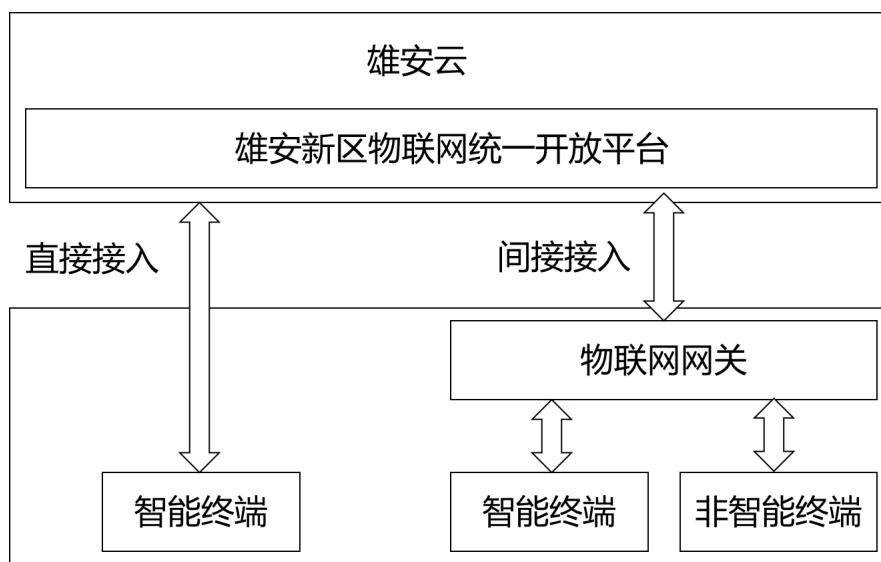 雄安云
雄安新区物联网统一开放平台
直接接入
间接接入
物联网网关
智能终端
智能终端
非智能终端